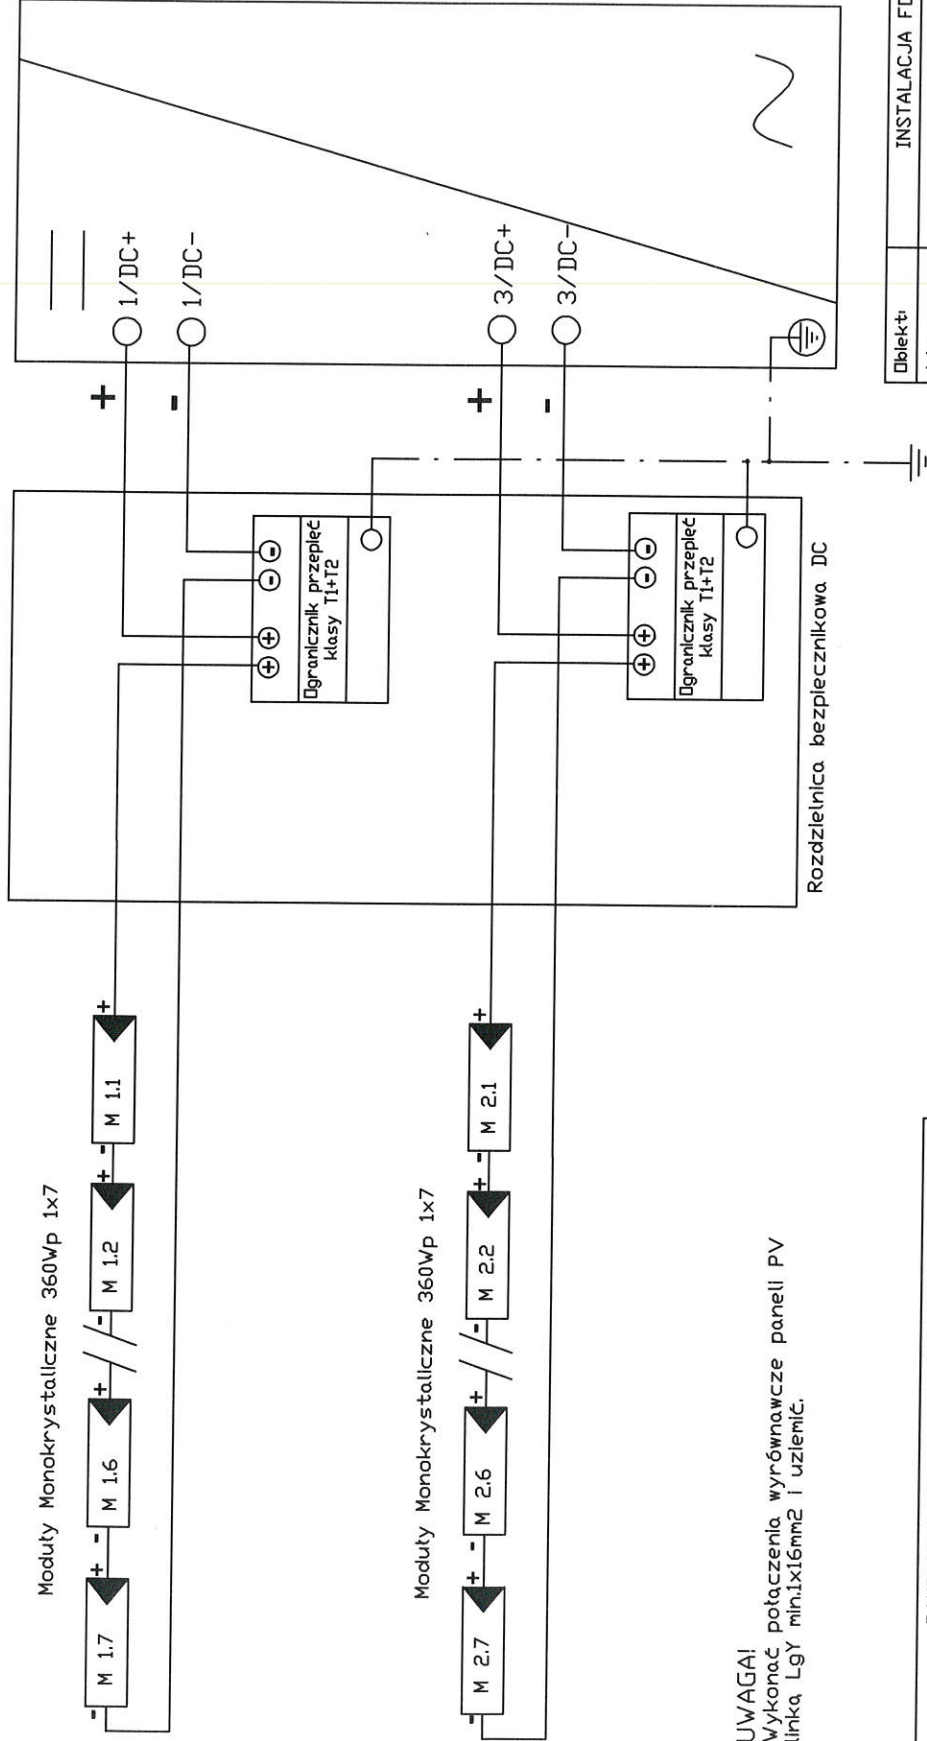 Moduły Monokrystaliczne 360Wp 1x7
- M 1.7 + - M 1.6 + - M 1.2 + - M 1.1 +
Ogranicznik przepięć
klasy T1+T2
+ + - -
+ 1/DC+
- 1/DC-
Moduły Monokrystaliczne 360Wp 1x7
- M 2.7 + - M 2.6 + - M 2.2 + - M 2.1 +
Ogranicznik przepięć
klasy T1+T2
+ + - -
+ 3/DC+
- 3/DC-
Rozdzielnica bezpiecznikowa DC
UWAGA!
Wykonać połączenia wyrównawcze paneli PV
linką LgY min.1x16mm2 i uziemić.
Obiekt:
INSTALACJA